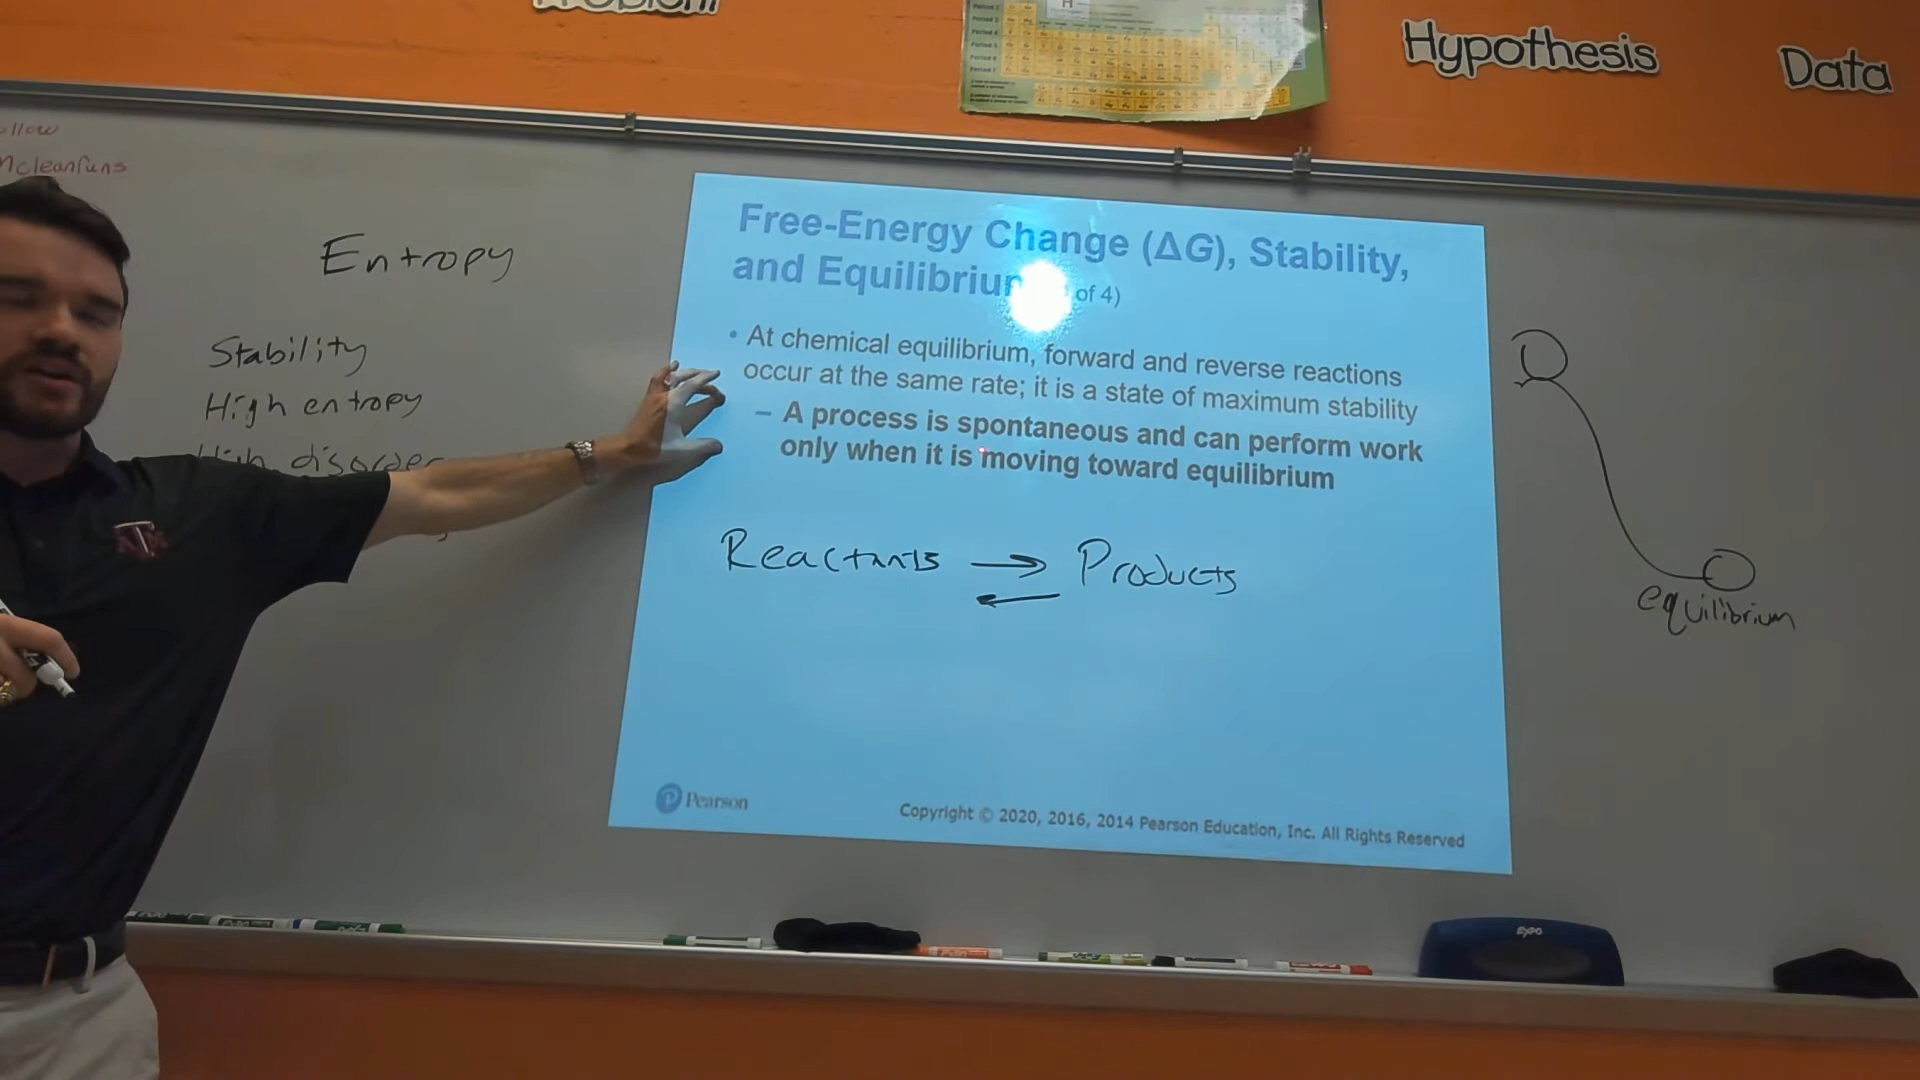 Hypothesis
Data
Mcleanfuns
Entropy
Stability
High entropy
High disorder
Free-Energy Change (ΔG), Stability,
and Equilibrium of 4)
• At chemical equilibrium, forward and reverse reactions
occur at the same rate; it is a state of maximum stability
– A process is spontaneous and can perform work
only when it is moving toward equilibrium
Reactants → Products
←
equilibrium
Pearson
Copyright © 2020, 2016, 2014 Pearson Education, Inc. All Rights Reserved
EXPO